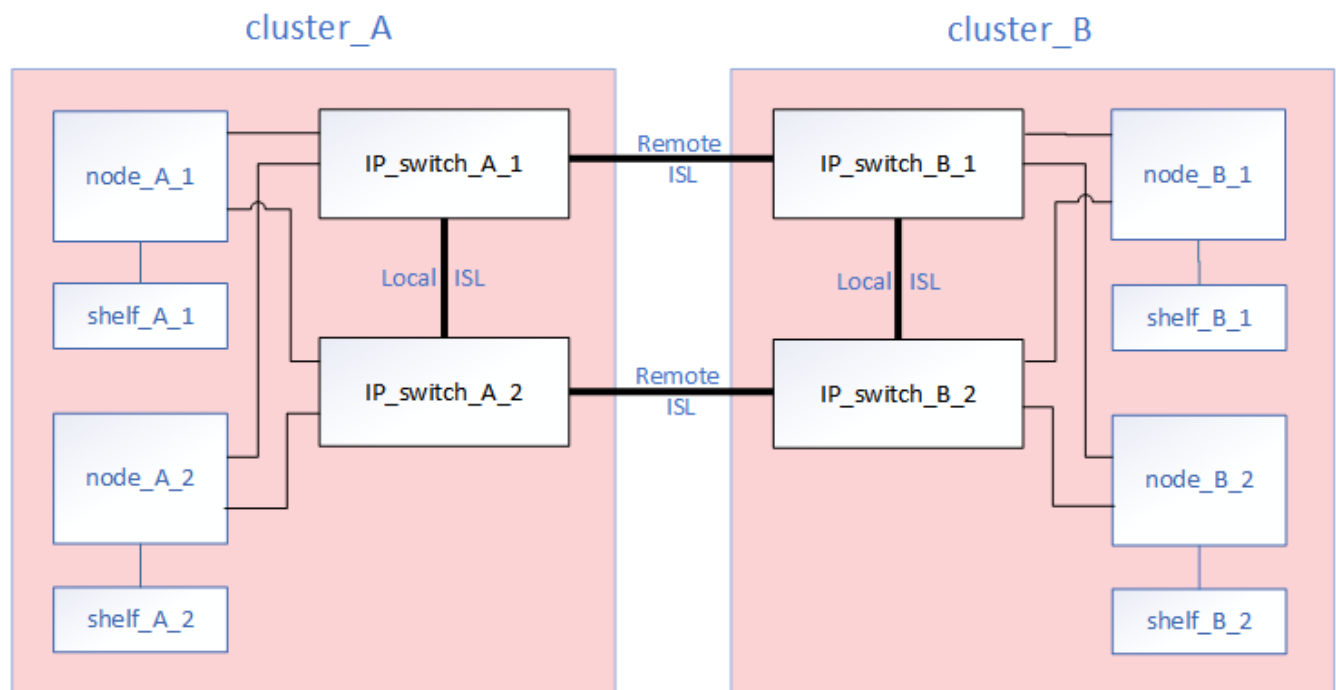 cluster_A
cluster_B
node_A_1
IP_switch_A_1
Remote
ISL
IP_switch_B_1
node_B_1
shelf_A_1
Local ISL
Local ISL
shelf_B_1
IP_switch_A_2
Remote
ISL
IP_switch_B_2
node_A_2
node_B_2
shelf_A_2
shelf_B_2